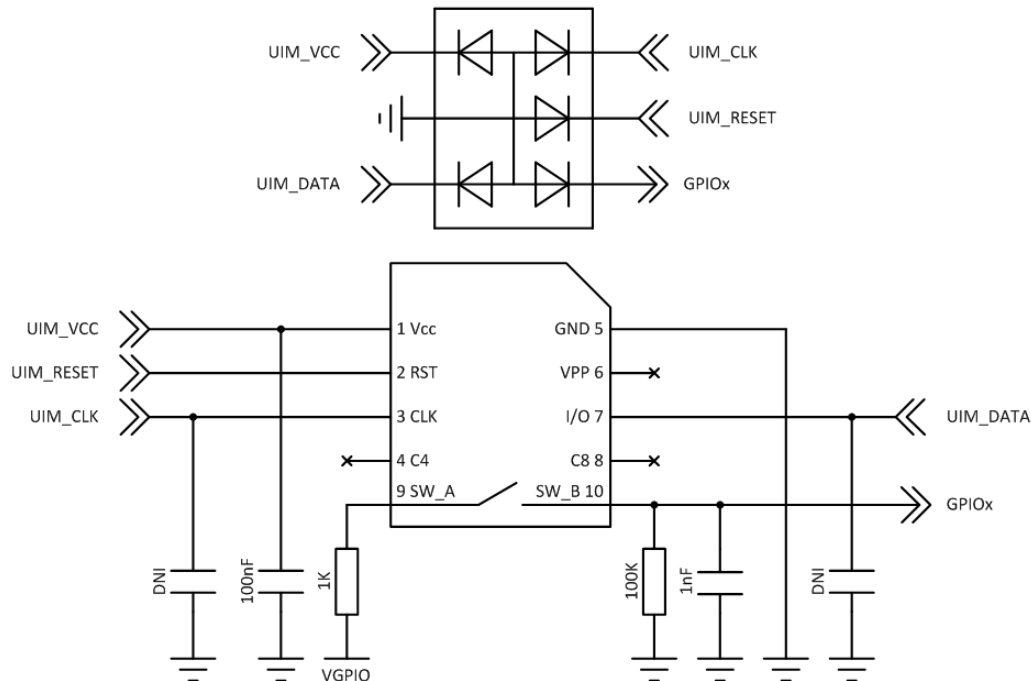 UIM_VCC
UIM_CLK
UIM_RESET
UIM_DATA
GPIOx
UIM_VCC
1 Vcc
GND 5
UIM_RESET
2 RST
VPP 6
UIM_CLK
3 CLK
I/O 7
UIM_DATA
4 C4
C8 8
9 SW_A
SW_B 10
GPIOx
DNI
100nF
1K
100K
1nF
DNI
VGPIO